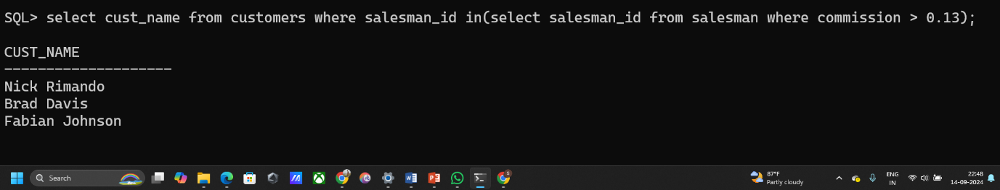 SQL> select cust_name from customers where salesman_id in(select salesman_id from salesman where commission > 0.13);
CUST_NAME
--------------------
Nick Rimando
Brad Davis
Fabian Johnson
Search
87°F
Partly cloudy
ENG
IN
22:48
14-09-2024